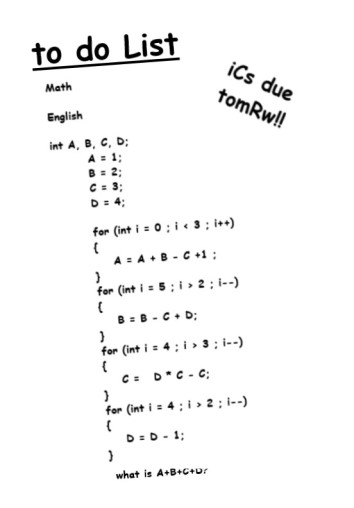 to do List
iCs due
tomRw!!
Math
English
int A, B, C, D;
A = 1;
B = 2;
C = 3;
D = 4;
for (int i = 0 ; i < 3 ; i++)
{
A = A + B - C +1 ;
}
for (int i = 5 ; i > 2 ; i--)
{
B = B - C + D;
}
for (int i = 4 ; i > 3 ; i--)
{
C = D * C - C;
}
for (int i = 4 ; i > 2 ; i--)
{
D = D - 1;
}
what is A+B+C+D?